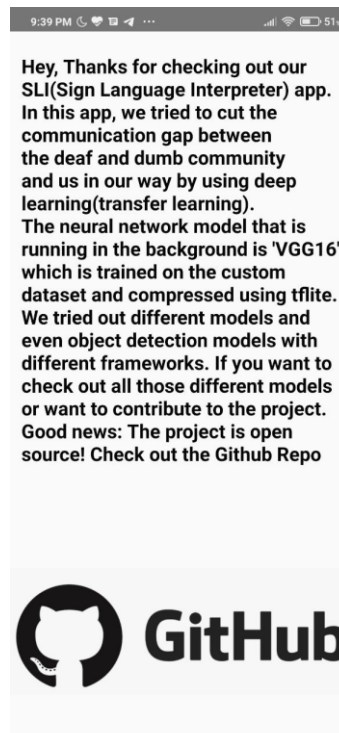 9:39 PM
51
Hey, Thanks for checking out our
SLI(Sign Language Interpreter) app.
In this app, we tried to cut the
communication gap between
the deaf and dumb community
and us in our way by using deep
learning(transfer learning).
The neural network model that is
running in the background is 'VGG16'
which is trained on the custom
dataset and compressed using tflite.
We tried out different models and
even object detection models with
different frameworks. If you want to
check out all those different models
or want to contribute to the project.
Good news: The project is open
source! Check out the Github Repo
GitHub